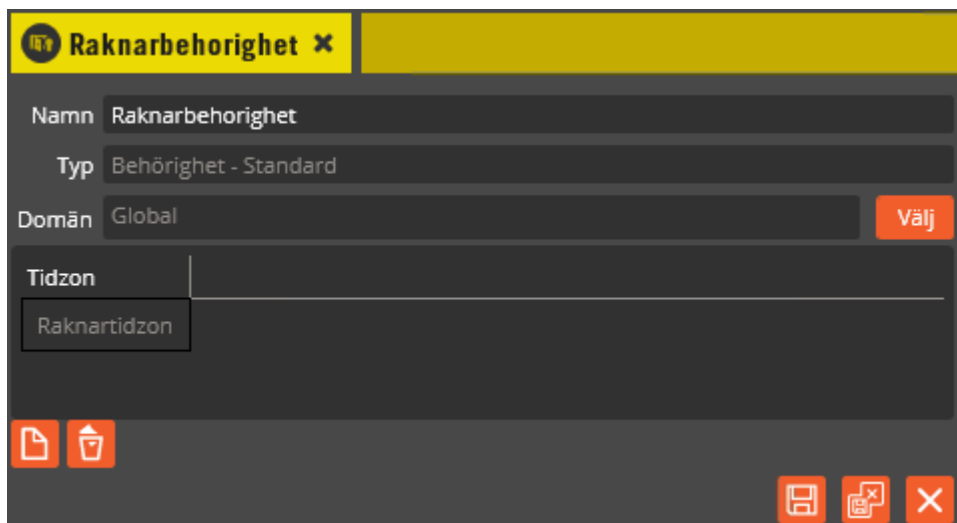 Raknarbehorighet
Namn Raknarbehorighet
Typ Behörighet - Standard
Domän Global Välj
Tidzon
Raknartidzon